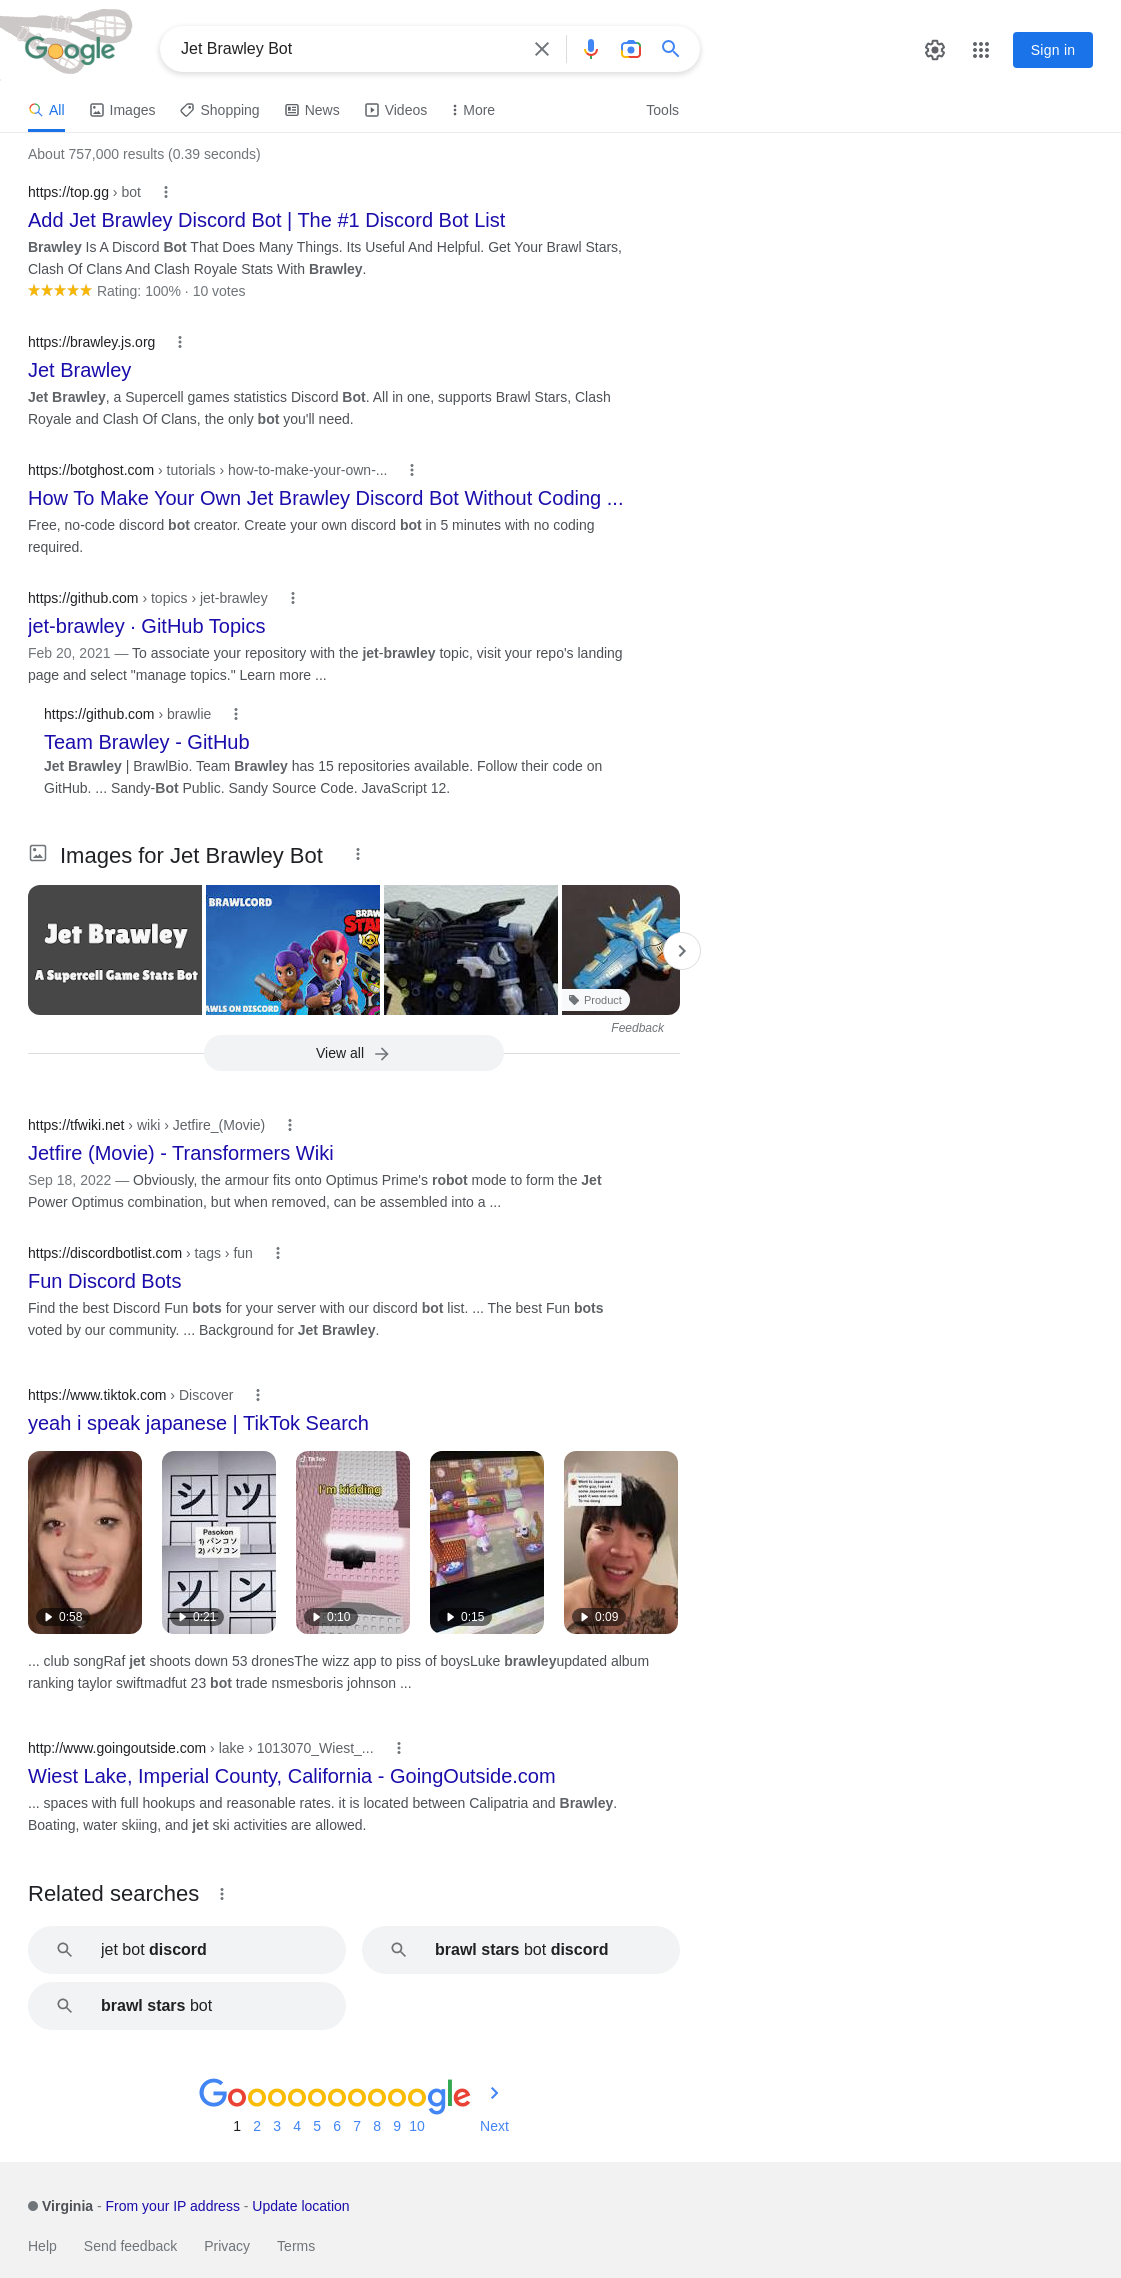 Google
Jet Brawley Bot
Sign in
All
Images
Shopping
News
Videos
More
Tools
About 757,000 results (0.39 seconds)
https://top.gg › bot
Add Jet Brawley Discord Bot | The #1 Discord Bot List
Brawley Is A Discord Bot That Does Many Things. Its Useful And Helpful. Get Your Brawl Stars,
Clash Of Clans And Clash Royale Stats With Brawley.
Rating: 100% · 10 votes
https://brawley.js.org
Jet Brawley
Jet Brawley, a Supercell games statistics Discord Bot. All in one, supports Brawl Stars, Clash
Royale and Clash Of Clans, the only bot you'll need.
https://botghost.com › tutorials › how-to-make-your-own-...
How To Make Your Own Jet Brawley Discord Bot Without Coding ...
Free, no-code discord bot creator. Create your own discord bot in 5 minutes with no coding
required.
https://github.com › topics › jet-brawley
jet-brawley · GitHub Topics
Feb 20, 2021 — To associate your repository with the jet-brawley topic, visit your repo's landing
page and select "manage topics." Learn more ...
https://github.com › brawlie
Team Brawley - GitHub
Jet Brawley | BrawlBio. Team Brawley has 15 repositories available. Follow their code on
GitHub. ... Sandy-Bot Public. Sandy Source Code. JavaScript 12.
Images for Jet Brawley Bot
Jet Brawley
A Supercell Game Stats Bot
BRAWLCORD
BRAW
STA
AWLS ON DISCORD
Product
Feedback
View all
https://tfwiki.net › wiki › Jetfire_(Movie)
Jetfire (Movie) - Transformers Wiki
Sep 18, 2022 — Obviously, the armour fits onto Optimus Prime's robot mode to form the Jet
Power Optimus combination, but when removed, can be assembled into a ...
https://discordbotlist.com › tags › fun
Fun Discord Bots
Find the best Discord Fun bots for your server with our discord bot list. ... The best Fun bots
voted by our community. ... Background for Jet Brawley.
https://www.tiktok.com › Discover
yeah i speak japanese | TikTok Search
シ ツ
Pasokon
1) パンコソ
2) パソコン
ソ ン
TikTok
I'm kidding
0:58
0:21
0:10
0:15
0:09
... club songRaf jet shoots down 53 dronesThe wizz app to piss of boysLuke brawleyupdated album
ranking taylor swiftmadfut 23 bot trade nsmesboris johnson ...
http://www.goingoutside.com › lake › 1013070_Wiest_...
Wiest Lake, Imperial County, California - GoingOutside.com
... spaces with full hookups and reasonable rates. it is located between Calipatria and Brawley.
Boating, water skiing, and jet ski activities are allowed.
Related searches
jet bot discord
brawl stars bot discord
brawl stars bot
Goooooooooogle
1 2 3 4 5 6 7 8 9 10 Next
Virginia - From your IP address - Update location
Help Send feedback Privacy Terms